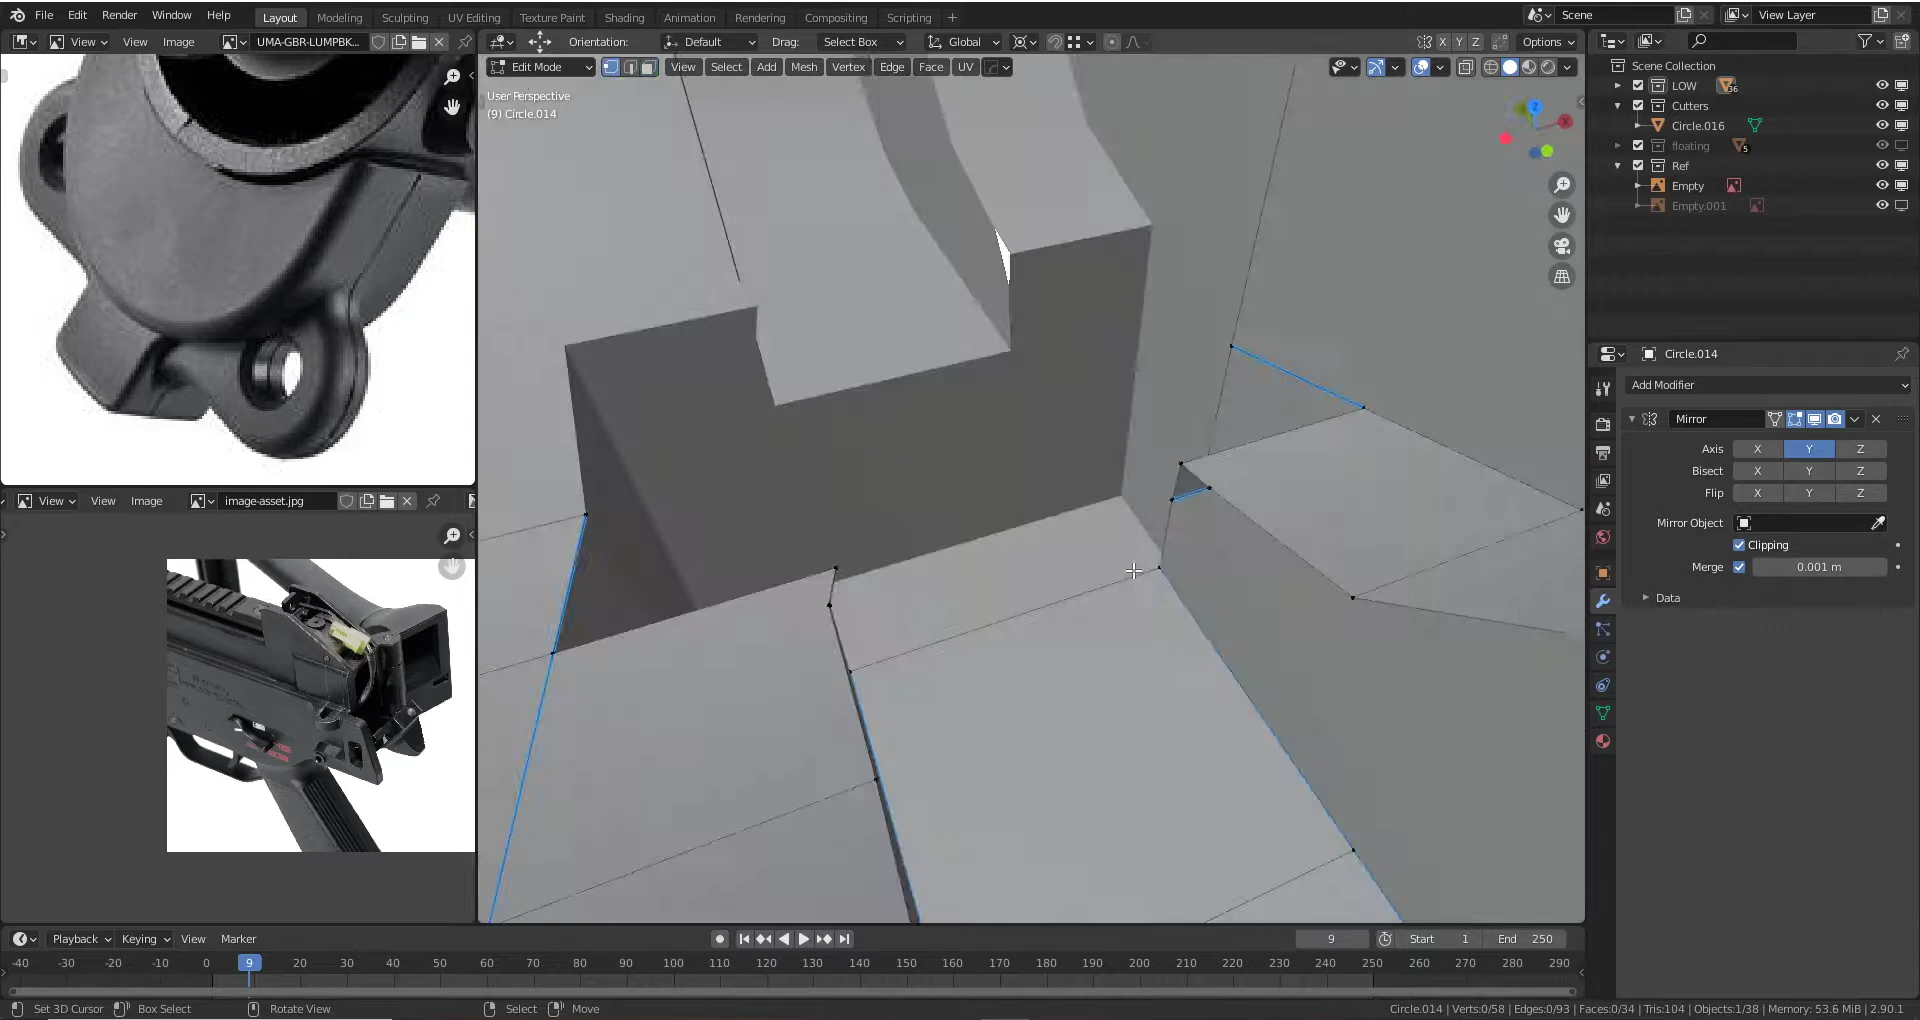 File Edit Render Window Help Layout Modeling Sculpting UV Editing Texture Paint Shading Animation Rendering Compositing Scripting + Scene View Layer
View View Image UMA-GBR-LUMPBK... Orientation: Default Drag: Select Box Global X Y Z Options
Edit Mode View Select Add Mesh Vertex Edge Face UV
User Perspective
(9) Circle.014
Z
Scene Collection
LOW 36
Cutters
Circle.016
floating 5
Ref
Empty
Empty.001
Circle.014
Add Modifier
Mirror
Axis X Y Z
Bisect X Y Z
Flip X Y Z
Mirror Object
Clipping
Merge 0.001 m
Data
View View Image image-asset.jpg
Playback Keying View Marker 9 Start 1 End 250
-40 -30 -20 -10 0 9 20 30 40 50 60 70 80 90 100 110 120 130 140 150 160 170 180 190 200 210 220 230 240 250 260 270 280 290
Set 3D Cursor Box Select Rotate View Select Move Circle.014 | Verts:0/58 | Edges:0/93 | Faces:0/34 | Tris:104 | Objects:1/38 | Memory: 53.6 MiB | 2.90.1